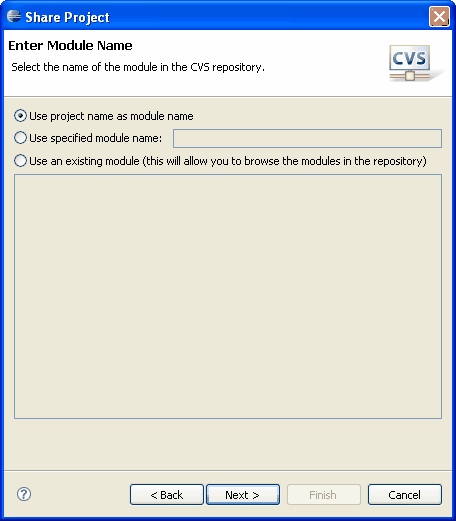 Share Project
Enter Module Name
Select the name of the module in the CVS repository.
CVS
Use project name as module name
Use specified module name:
Use an existing module (this will allow you to browse the modules in the repository)
?
< Back
Next >
Finish
Cancel